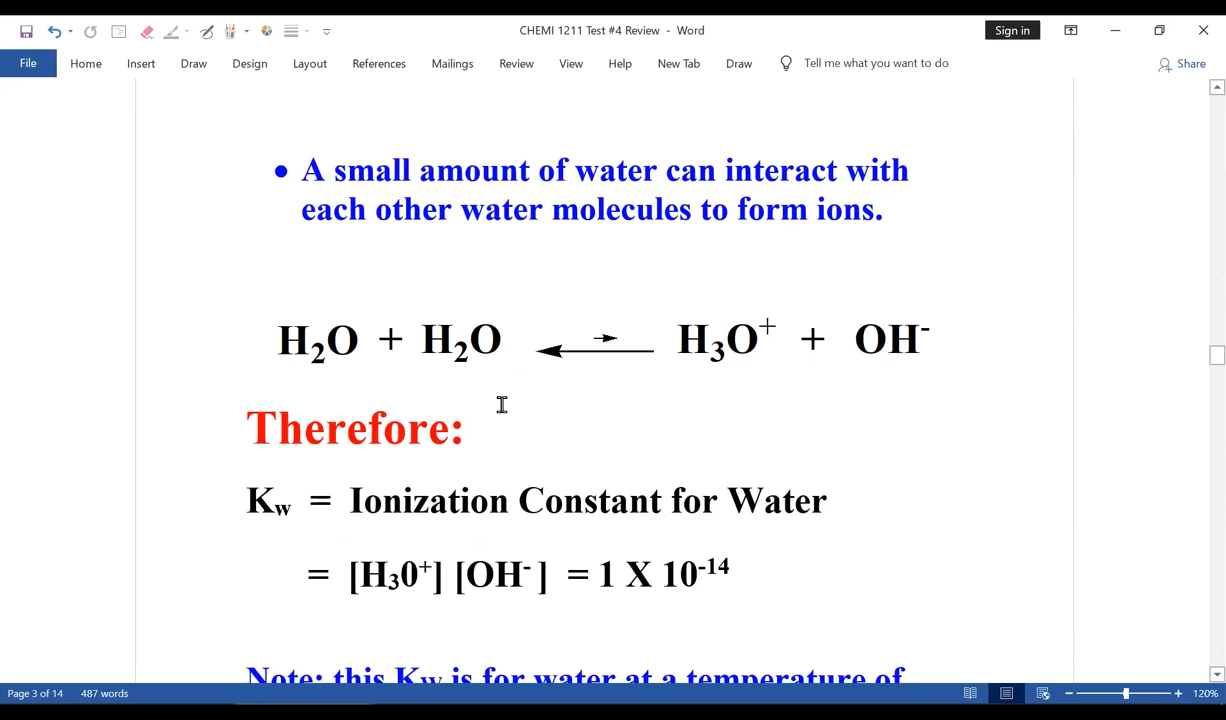 CHEMI 1211 Test #4 Review - Word
Sign in
File Home Insert Draw Design Layout References Mailings Review View Help New Tab Draw Tell me what you want to do Share
• A small amount of water can interact with
each other water molecules to form ions.
H₂O + H₂O ⇄ H₃O⁺ + OH⁻
Therefore:
Kw = Ionization Constant for Water
= [H₃0⁺] [OH⁻ ] = 1 X 10⁻¹⁴
Note: this Kw is for water at a temperature of
Page 3 of 14 487 words 120%